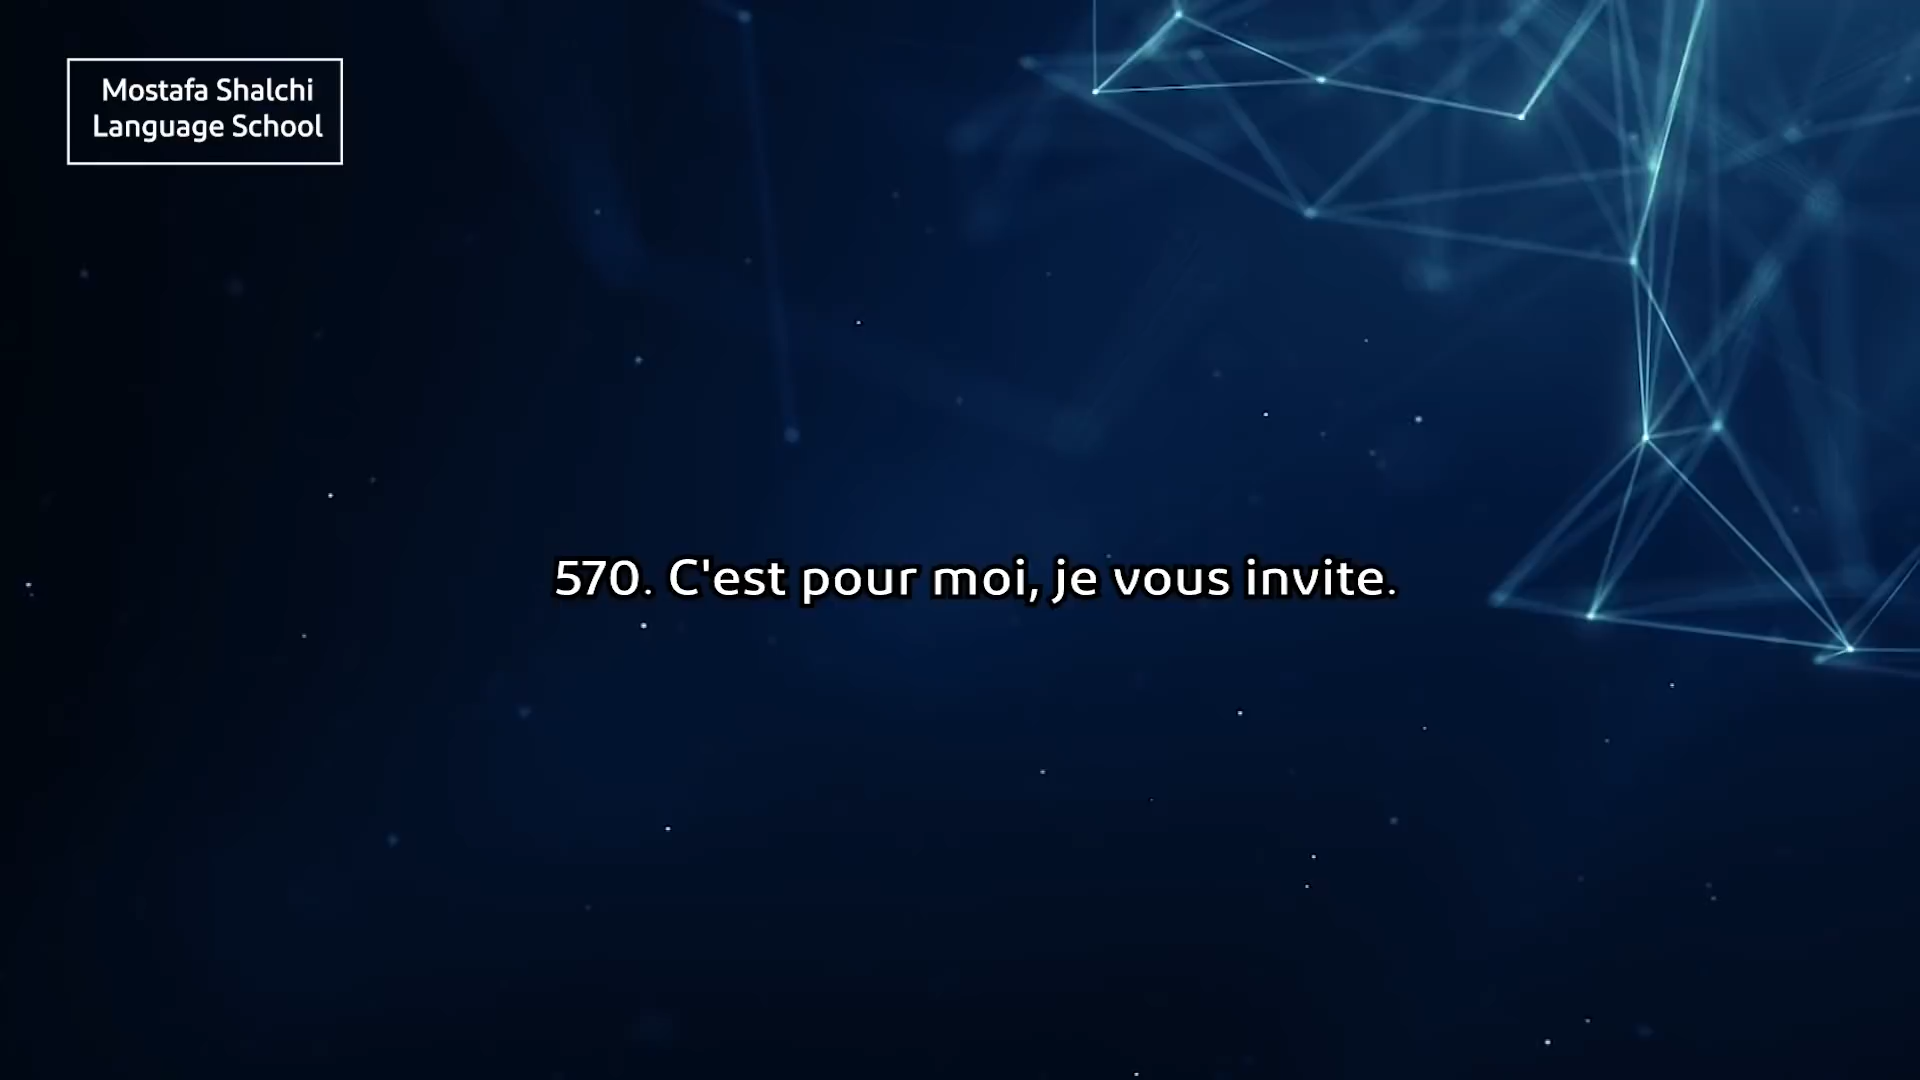 Mostafa Shalchi
Language School
570. C'est pour moi, je vous invite.